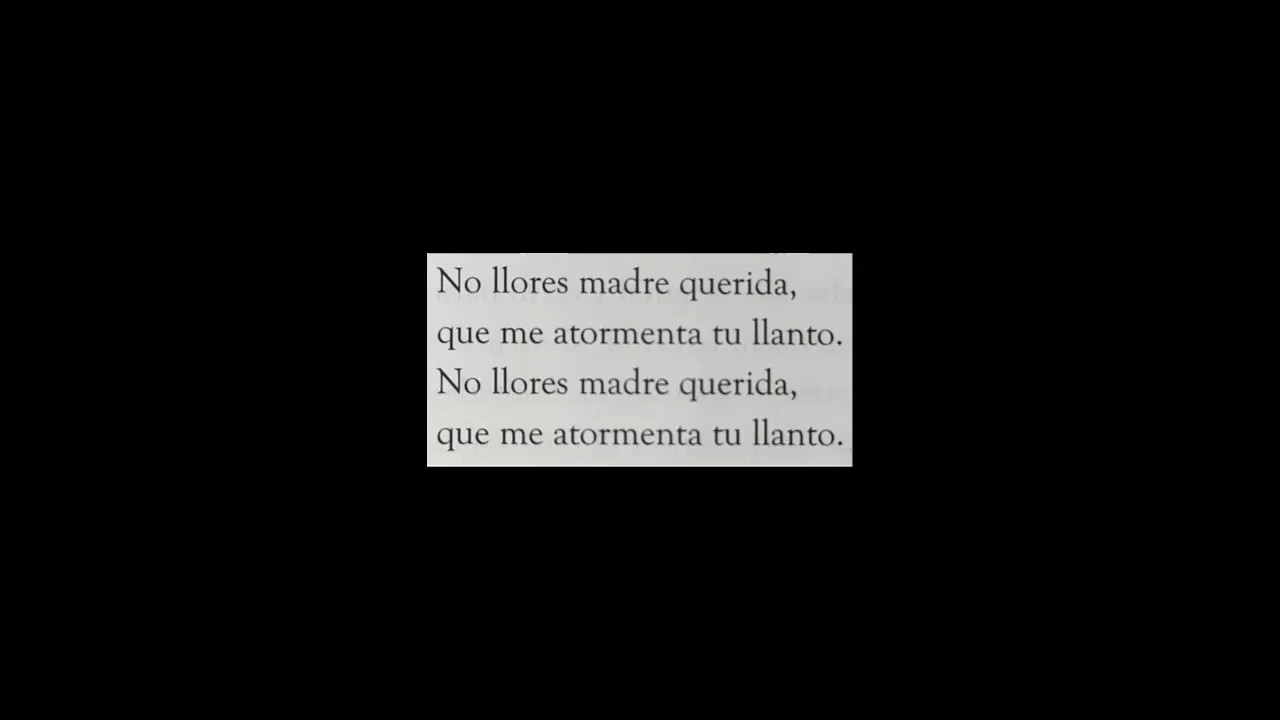 No llores madre querida,
que me atormenta tu llanto.
No llores madre querida,
que me atormenta tu llanto.